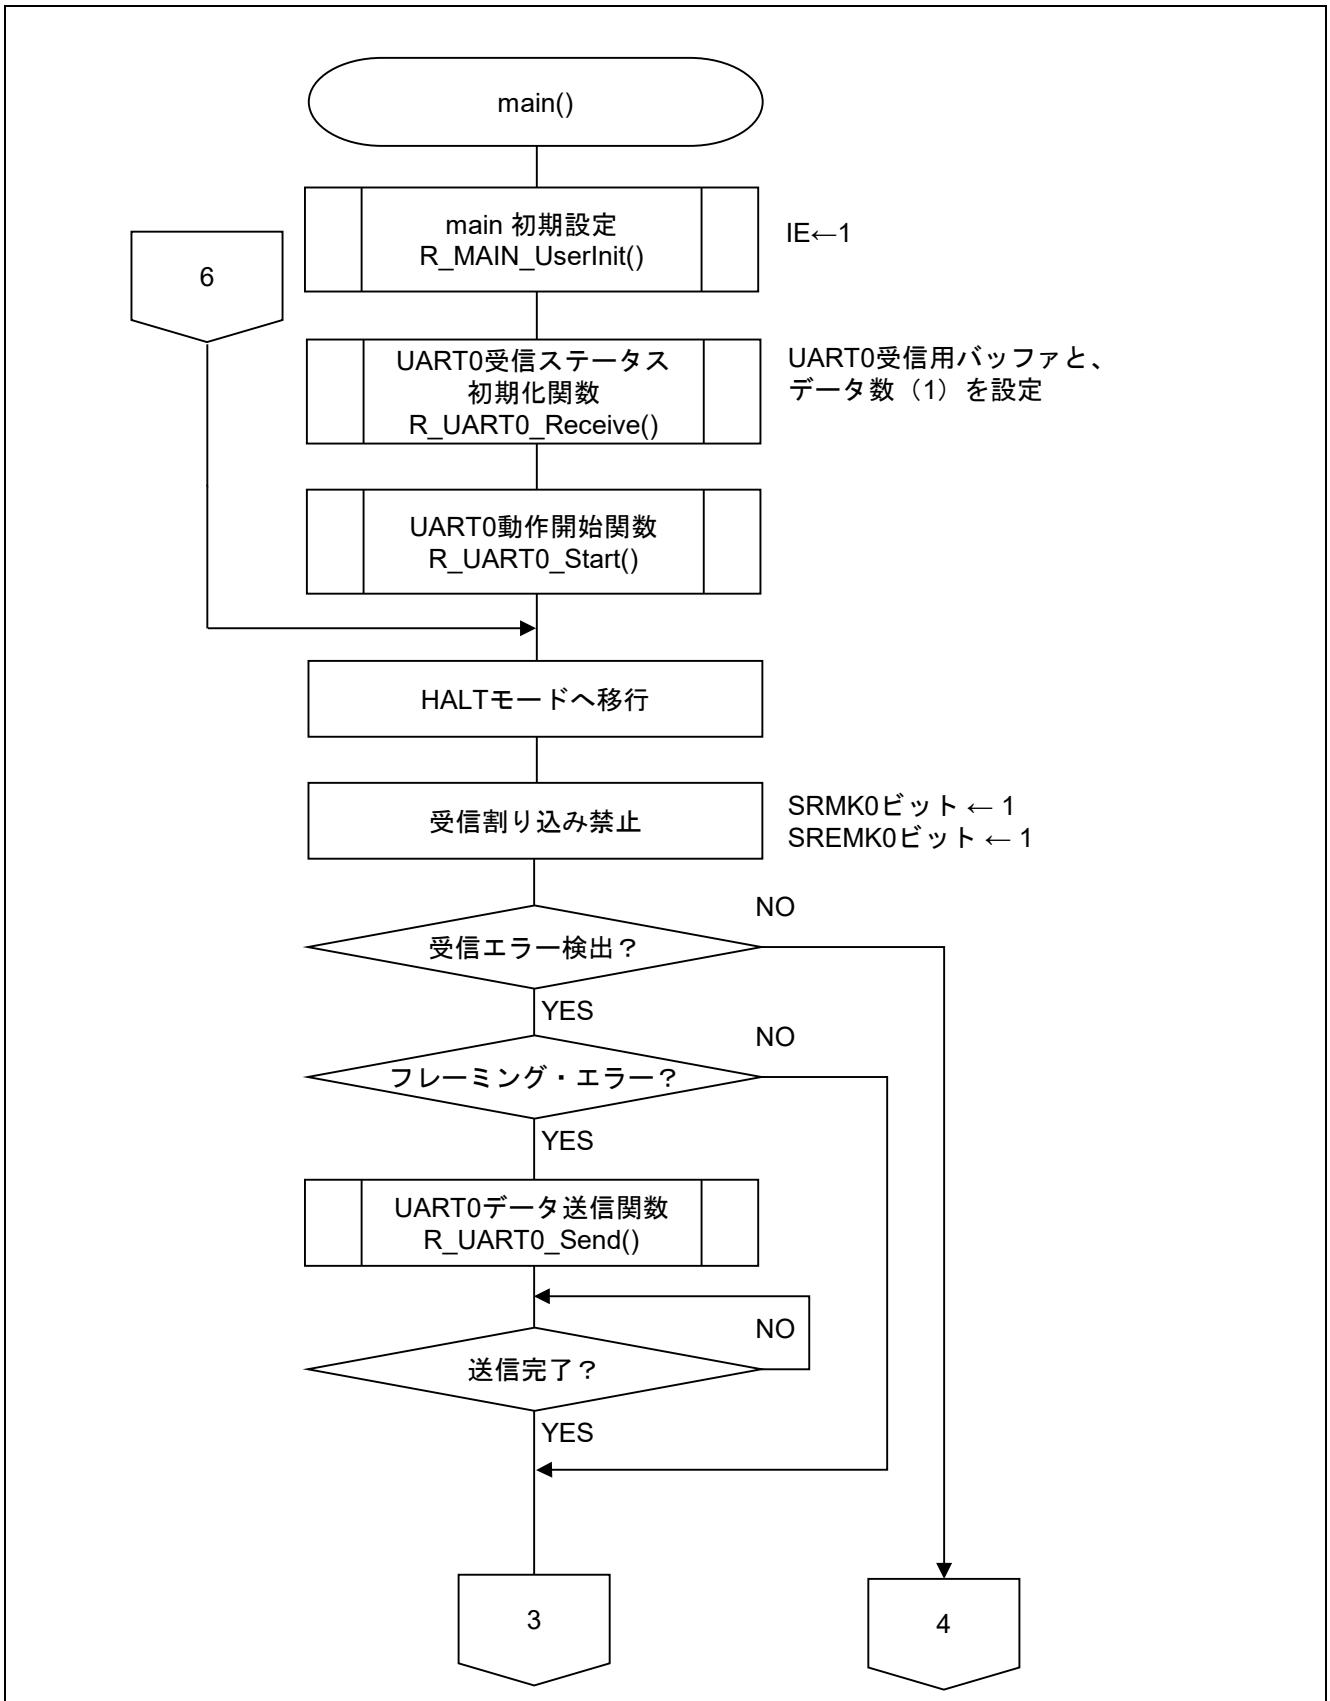 main()
main 初期設定
R_MAIN_UserInit()
IE←1
6
UART0受信ステータス
初期化関数
R_UART0_Receive()
UART0受信用バッファと、
データ数（1）を設定
UART0動作開始関数
R_UART0_Start()
HALTモードへ移行
受信割り込み禁止
SRMK0ビット ← 1
SREMK0ビット ← 1
NO
受信エラー検出？
YES
NO
フレーミング・エラー？
YES
UART0データ送信関数
R_UART0_Send()
NO
送信完了？
YES
3
4